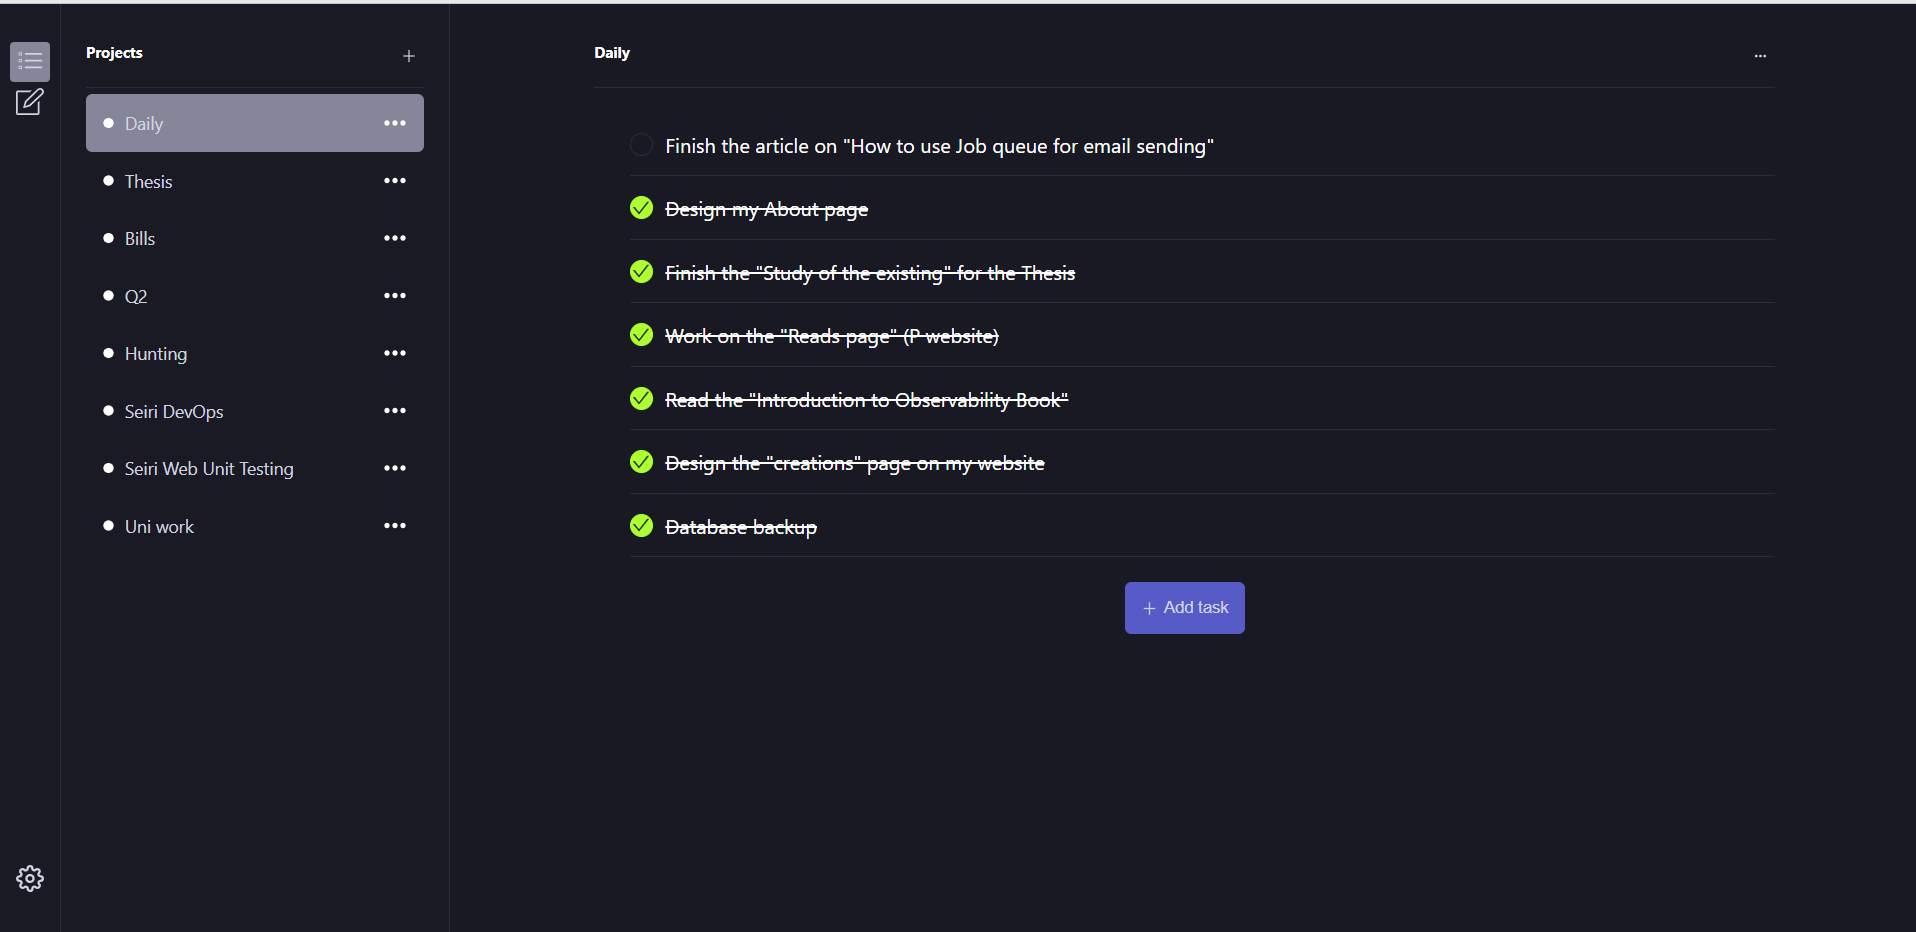 Projects
Daily
Thesis
Bills
Q2
Hunting
Seiri DevOps
Seiri Web Unit Testing
Uni work
Daily
Finish the article on "How to use Job queue for email sending"
Design my About page
Finish the "Study of the existing" for the Thesis
Work on the "Reads page" (P website)
Read the "Introduction to Observability Book"
Design the "creations" page on my website
Database backup
+ Add task